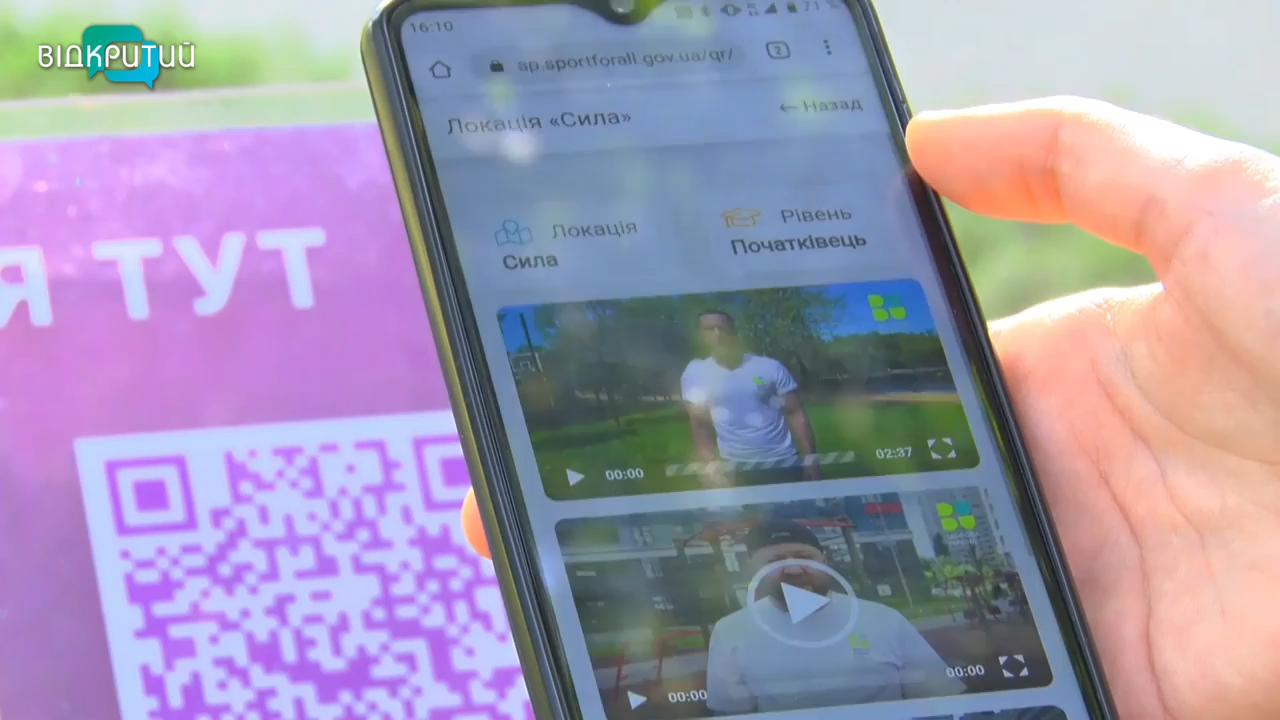 ВІДКРИТИЙ
16:10
71
ap.sportforall.gov.ua/qr/
2
Локація «Сила»
← Назад
Локація
Сила
Рівень
Початківець
Я ТУТ
00:00
02:37
00:00
00:00